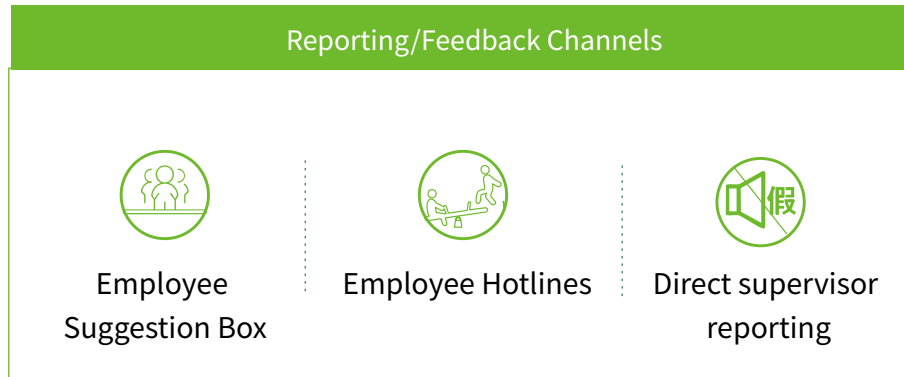 Reporting/Feedback Channels
假
Employee
Suggestion Box
Employee Hotlines
Direct supervisor
reporting